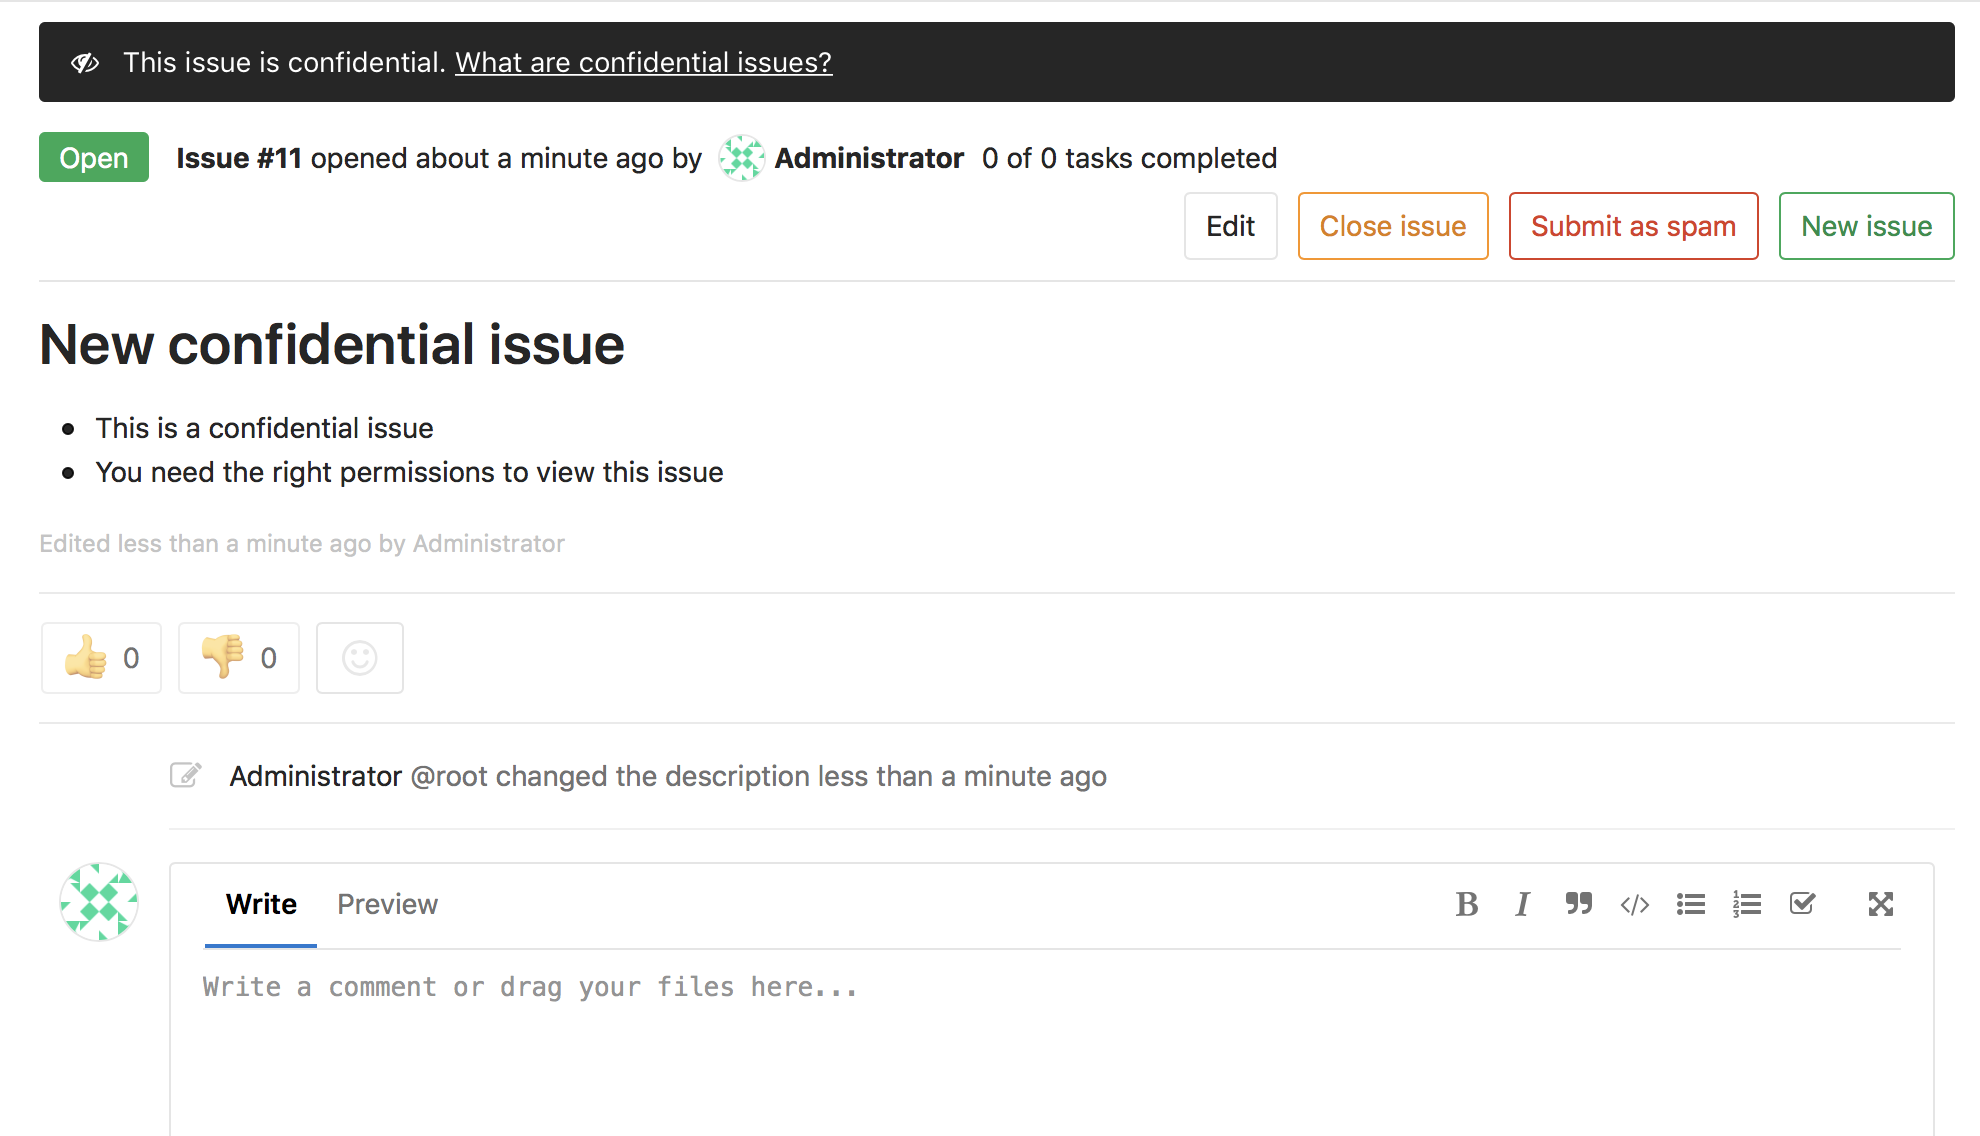 This issue is confidential. What are confidential issues?
Open Issue #11 opened about a minute ago by Administrator 0 of 0 tasks completed
Edit Close issue Submit as spam New issue
New confidential issue
This is a confidential issue
You need the right permissions to view this issue
Edited less than a minute ago by Administrator
0 0
Administrator @root changed the description less than a minute ago
Write Preview
Write a comment or drag your files here...